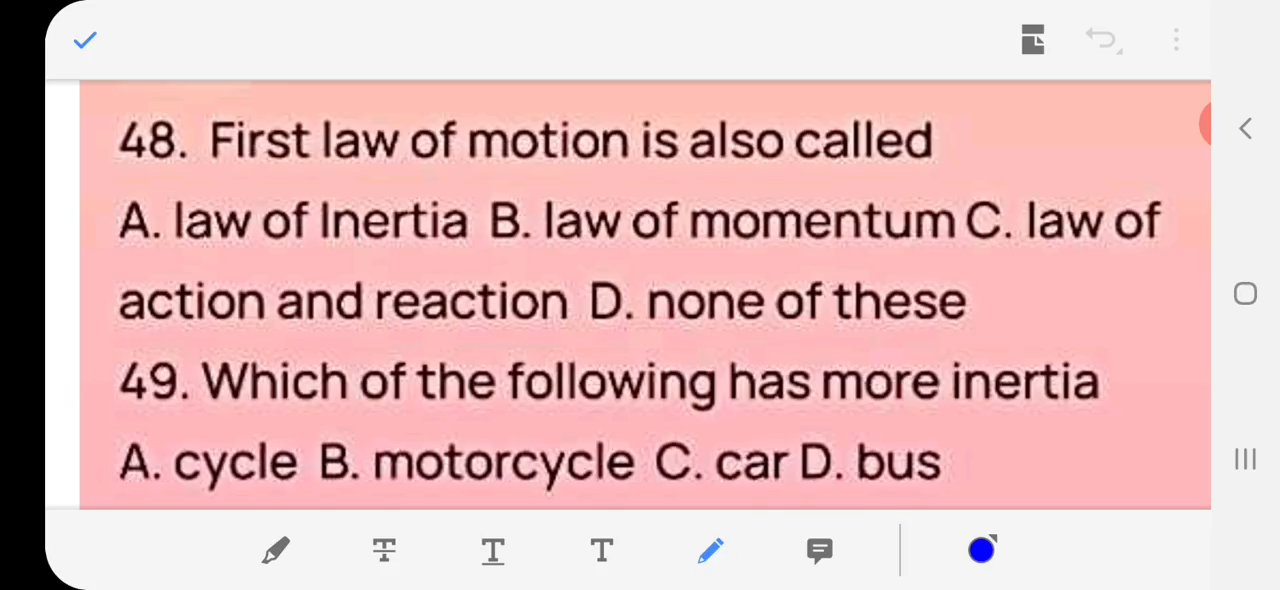 48. First law of motion is also called
A. law of Inertia B. law of momentum C. law of
action and reaction D. none of these
49. Which of the following has more inertia
A. cycle B. motorcycle C. car D. bus